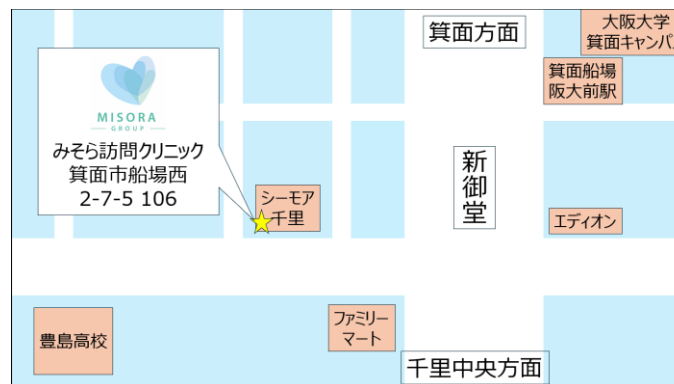 箕面方面
大阪大学
箕面キャンパ
箕面船場
阪大前駅
MISORA
GROUP
みそら訪問クリニック
箕面市船場西
2-7-5 106
シーモア
千里
新御堂
エディオン
豊島高校
ファミリー
マート
千里中央方面